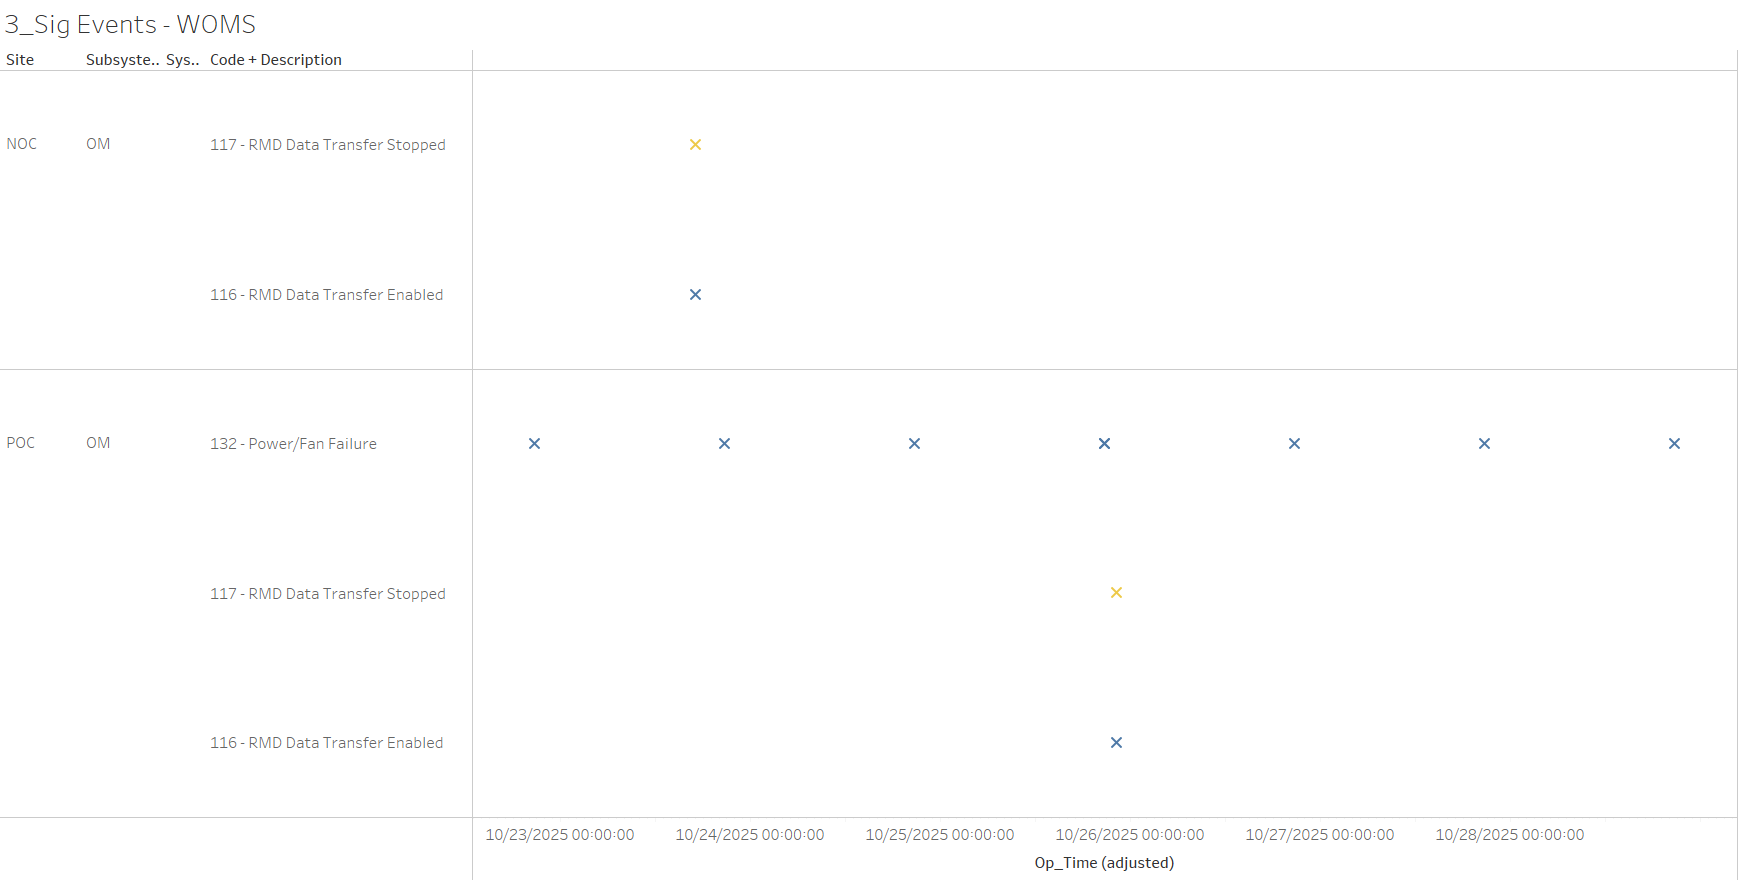 3_Sig Events - WOMS
Site Subsyste.. Sys.. Code + Description
NOC OM 117 - RMD Data Transfer Stopped
116 - RMD Data Transfer Enabled
POC OM 132 - Power/Fan Failure
117 - RMD Data Transfer Stopped
116 - RMD Data Transfer Enabled
10/23/2025 00:00:00 10/24/2025 00:00:00 10/25/2025 00:00:00 10/26/2025 00:00:00 10/27/2025 00:00:00 10/28/2025 00:00:00
Op_Time (adjusted)